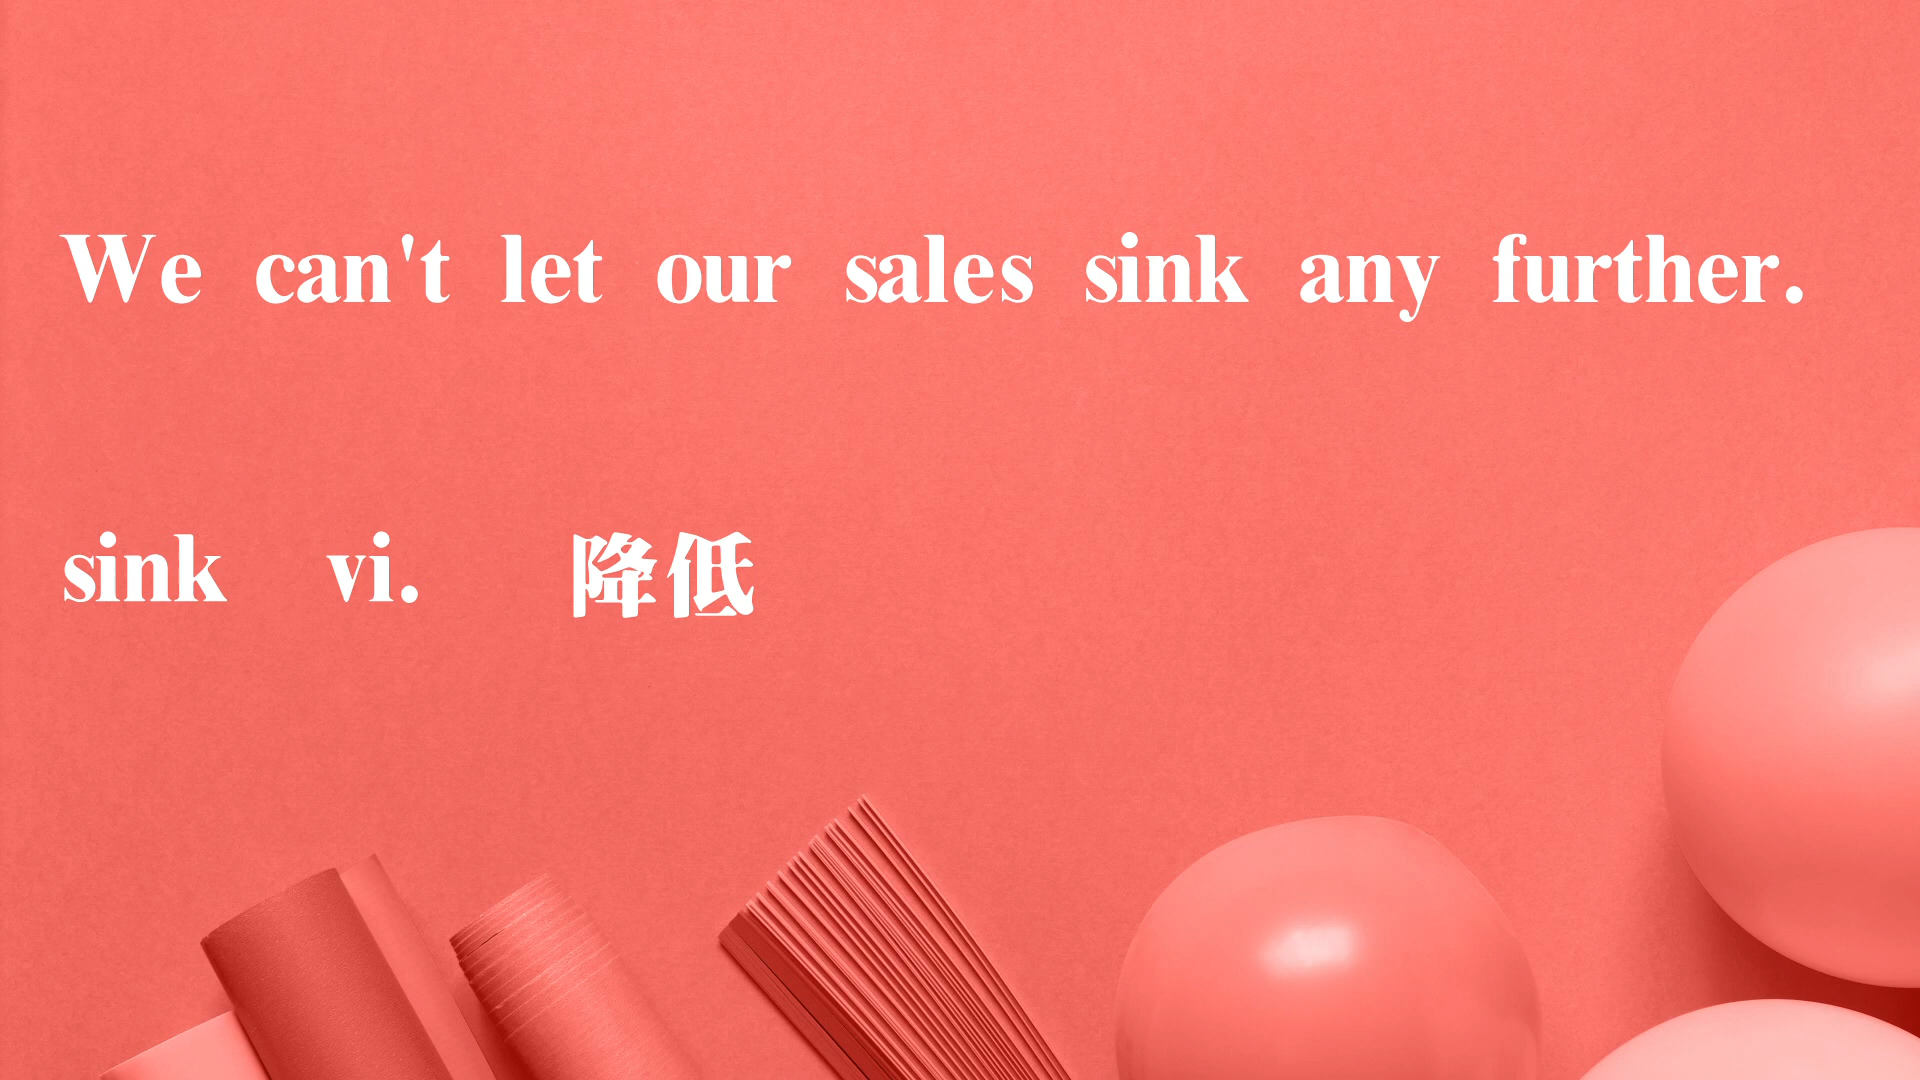 We can't let our sales sink any further.
sink vi. 降低